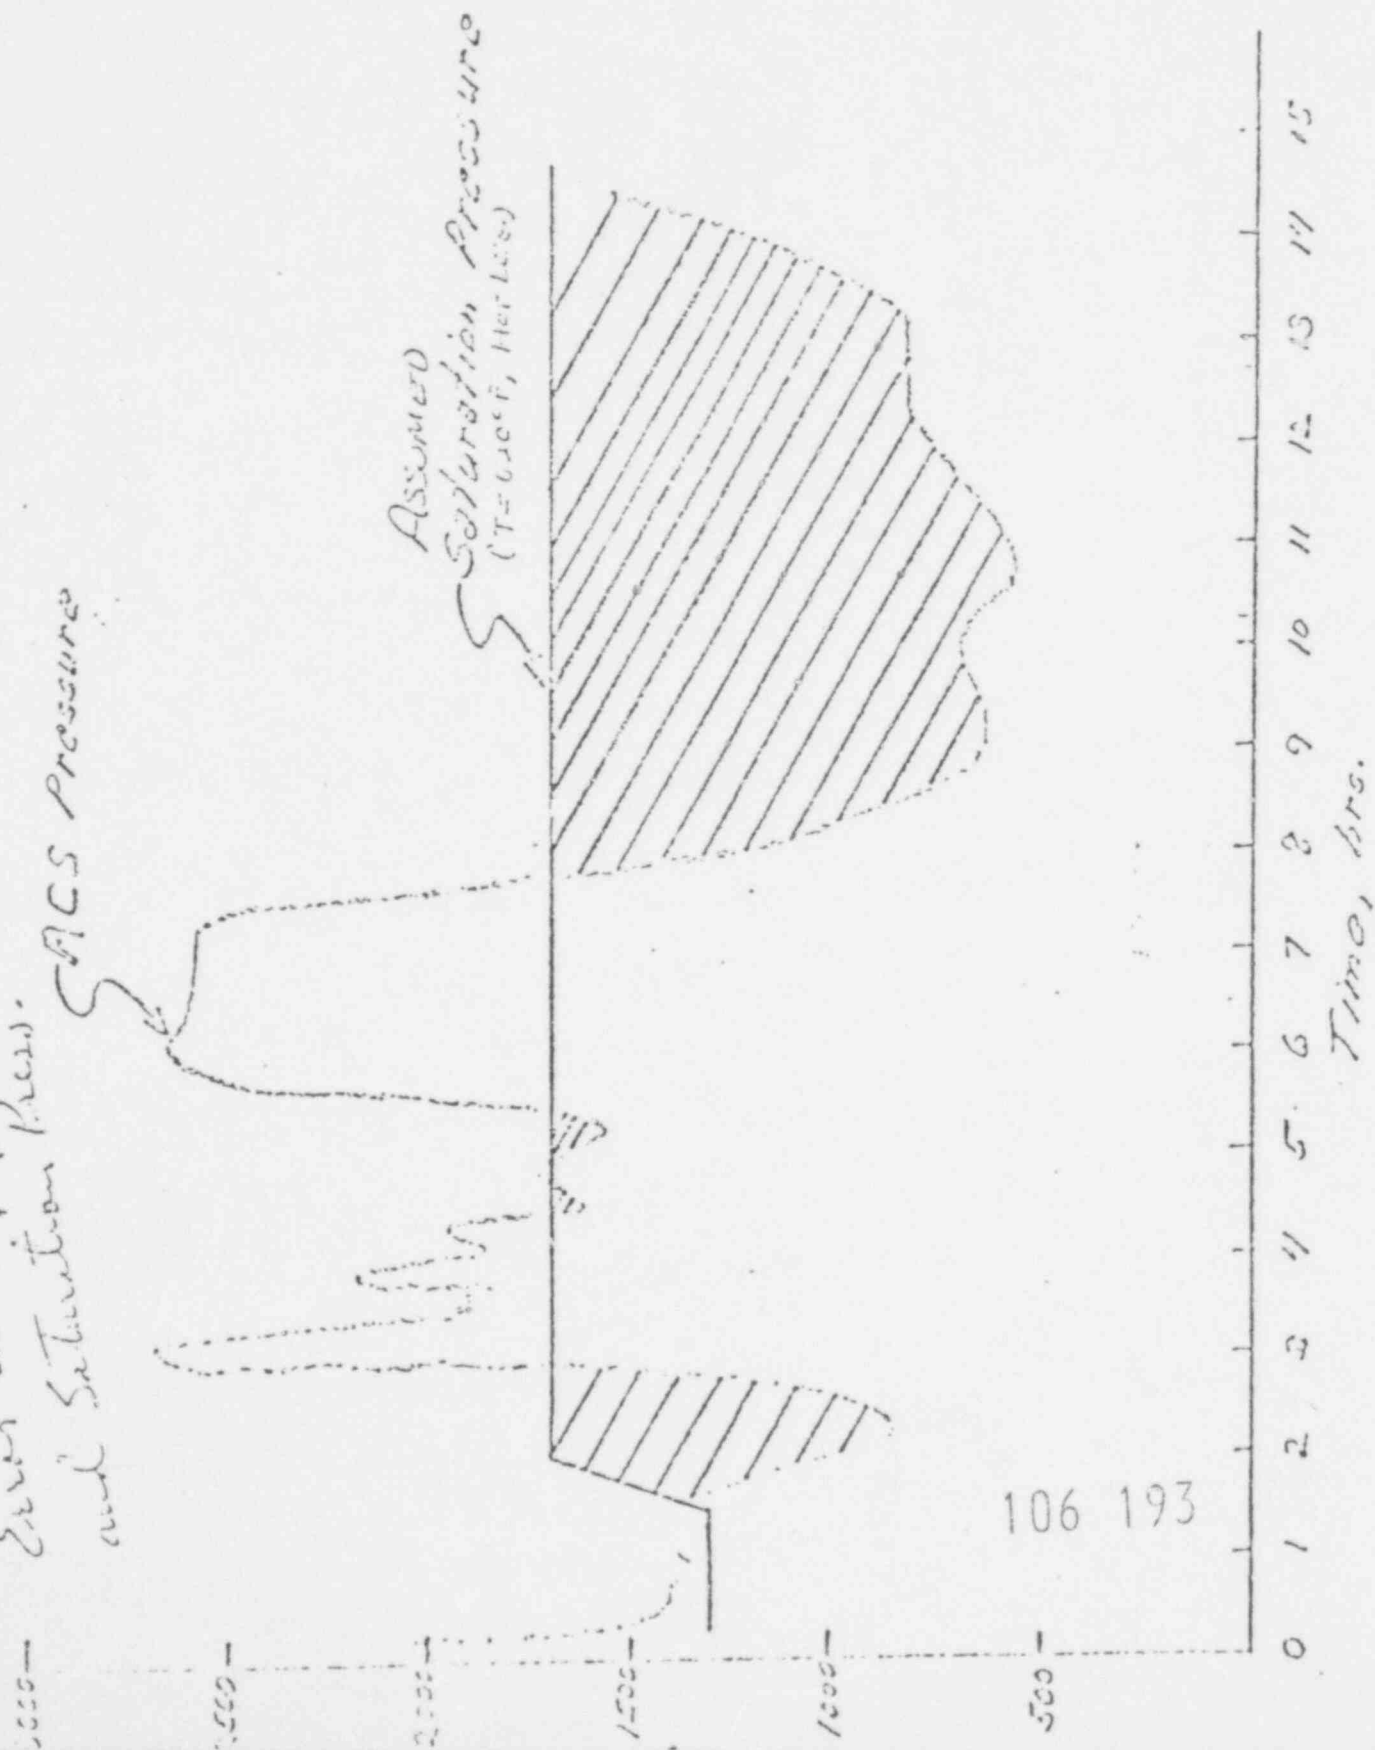 and Saturation Press.
RCS Pressure
Assumed
Saturation Pressure
2000
1500
1000
500
0 1 2 3 4 5 6 7 8 9 10 11 12 13 14 15
Time, hrs.
106 193